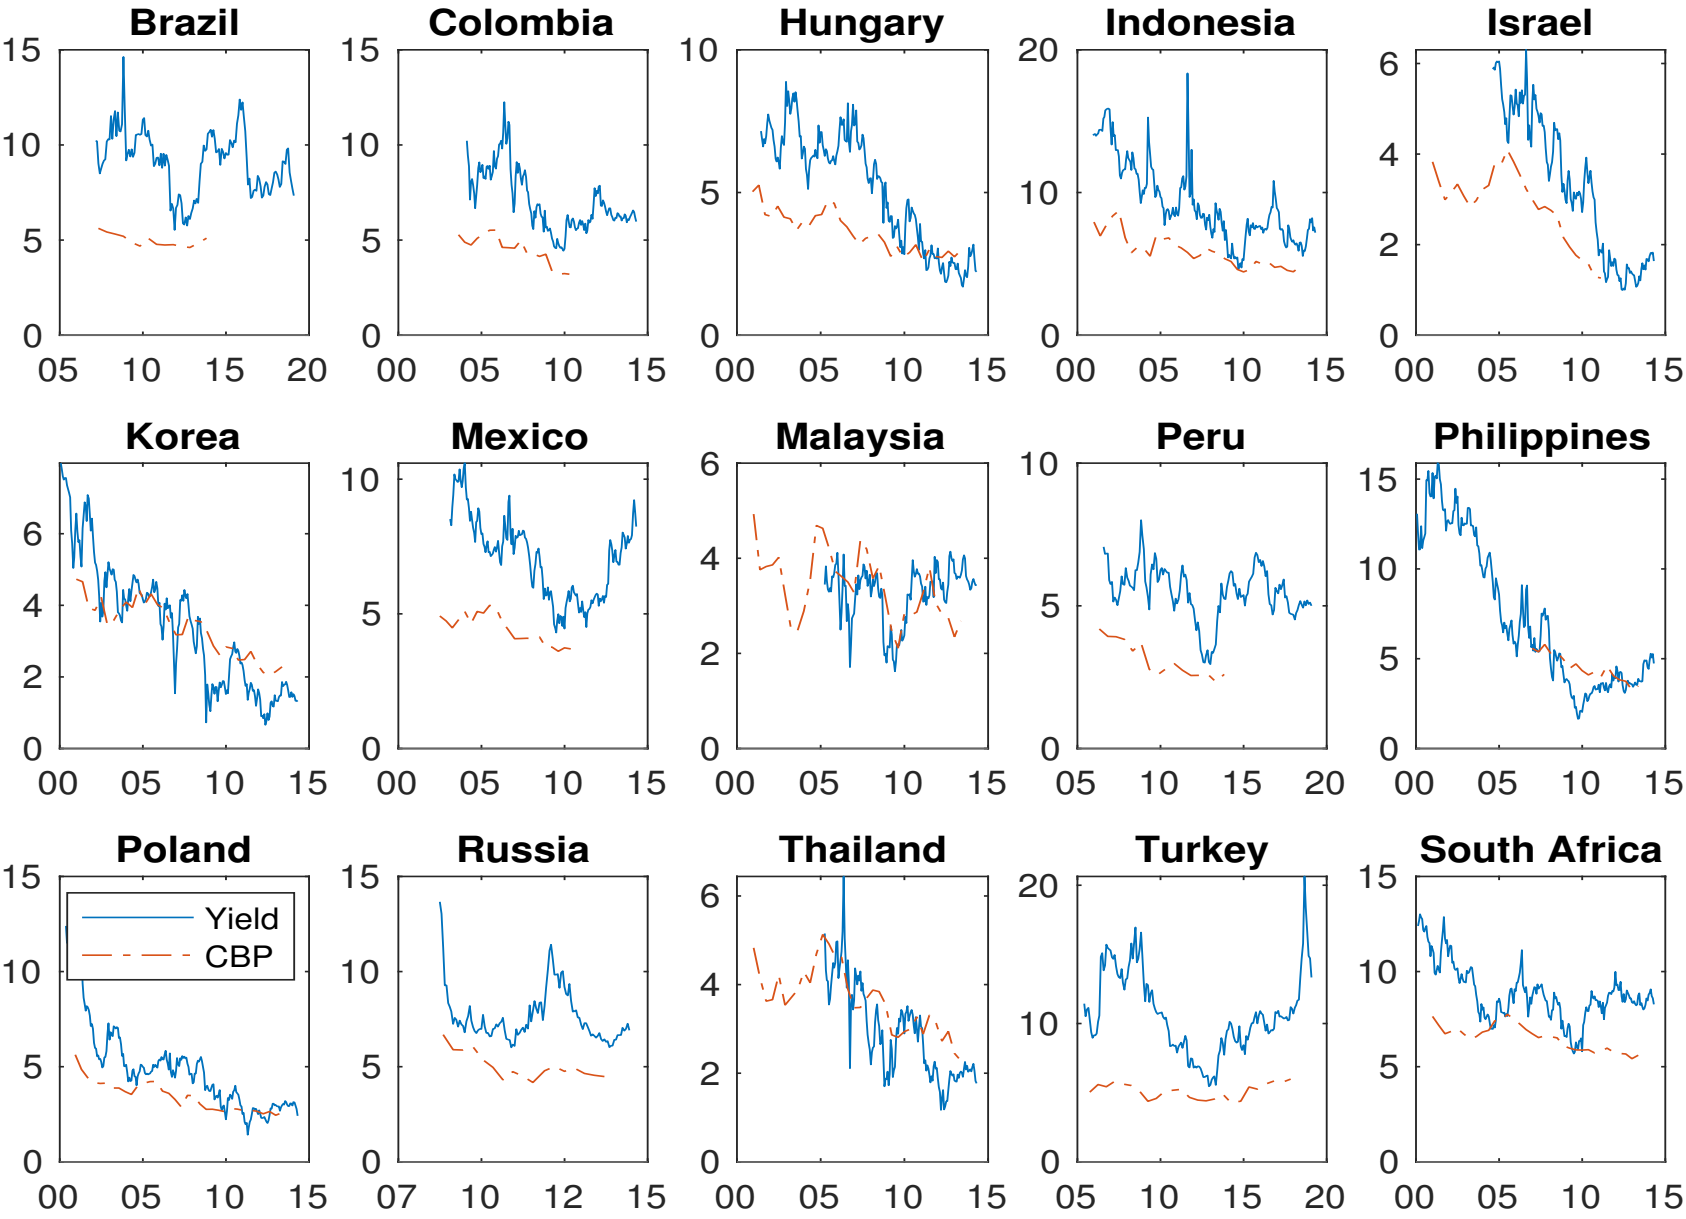 Brazil Colombia Hungary Indonesia Israel
15 15 10 20 6
10 10 5 10 4
5 5 2
0 0 0 0 0
05 10 15 20 00 05 10 15 00 05 10 15 00 05 10 15 00 05 10 15
Korea Mexico Malaysia Peru Philippines
6 10 6 10 15
4 5 4 5 10
2 2 5
0 0 0 0 0
00 05 10 15 00 05 10 15 00 05 10 15 05 10 15 20 00 05 10 15
Poland Russia Thailand Turkey South Africa
15 15 6 20 15
Yield
CBP
10 10 4 10 10
5 5 2 5
0 0 0 0 0
00 05 10 15 07 10 12 15 00 05 10 15 05 10 15 20 00 05 10 15